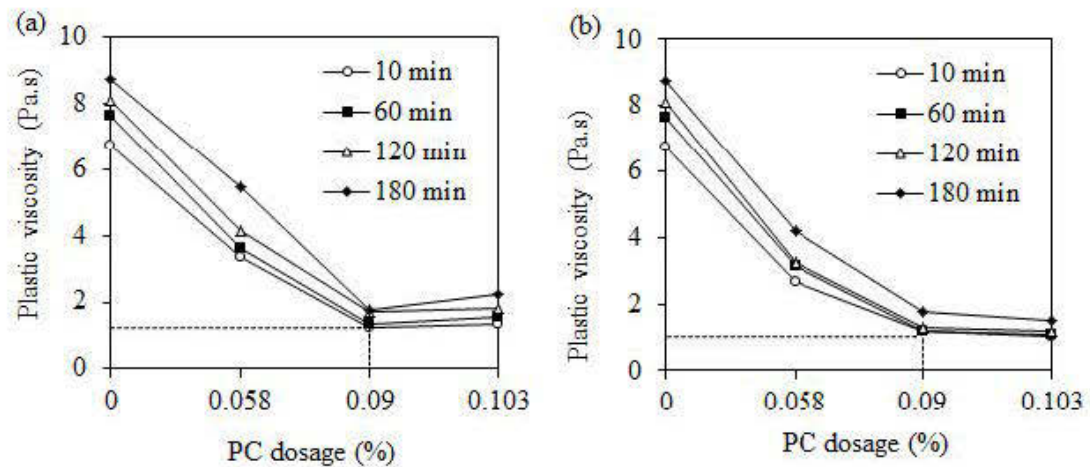 (a)
Plastic viscosity (Pa.s)
10
8
6
4
2
0
10 min
60 min
120 min
180 min
0 0.058 0.09 0.103
PC dosage (%)
(b)
Plastic viscosity (Pa.s)
10
8
6
4
2
0
10 min
60 min
120 min
180 min
0 0.058 0.09 0.103
PC dosage (%)